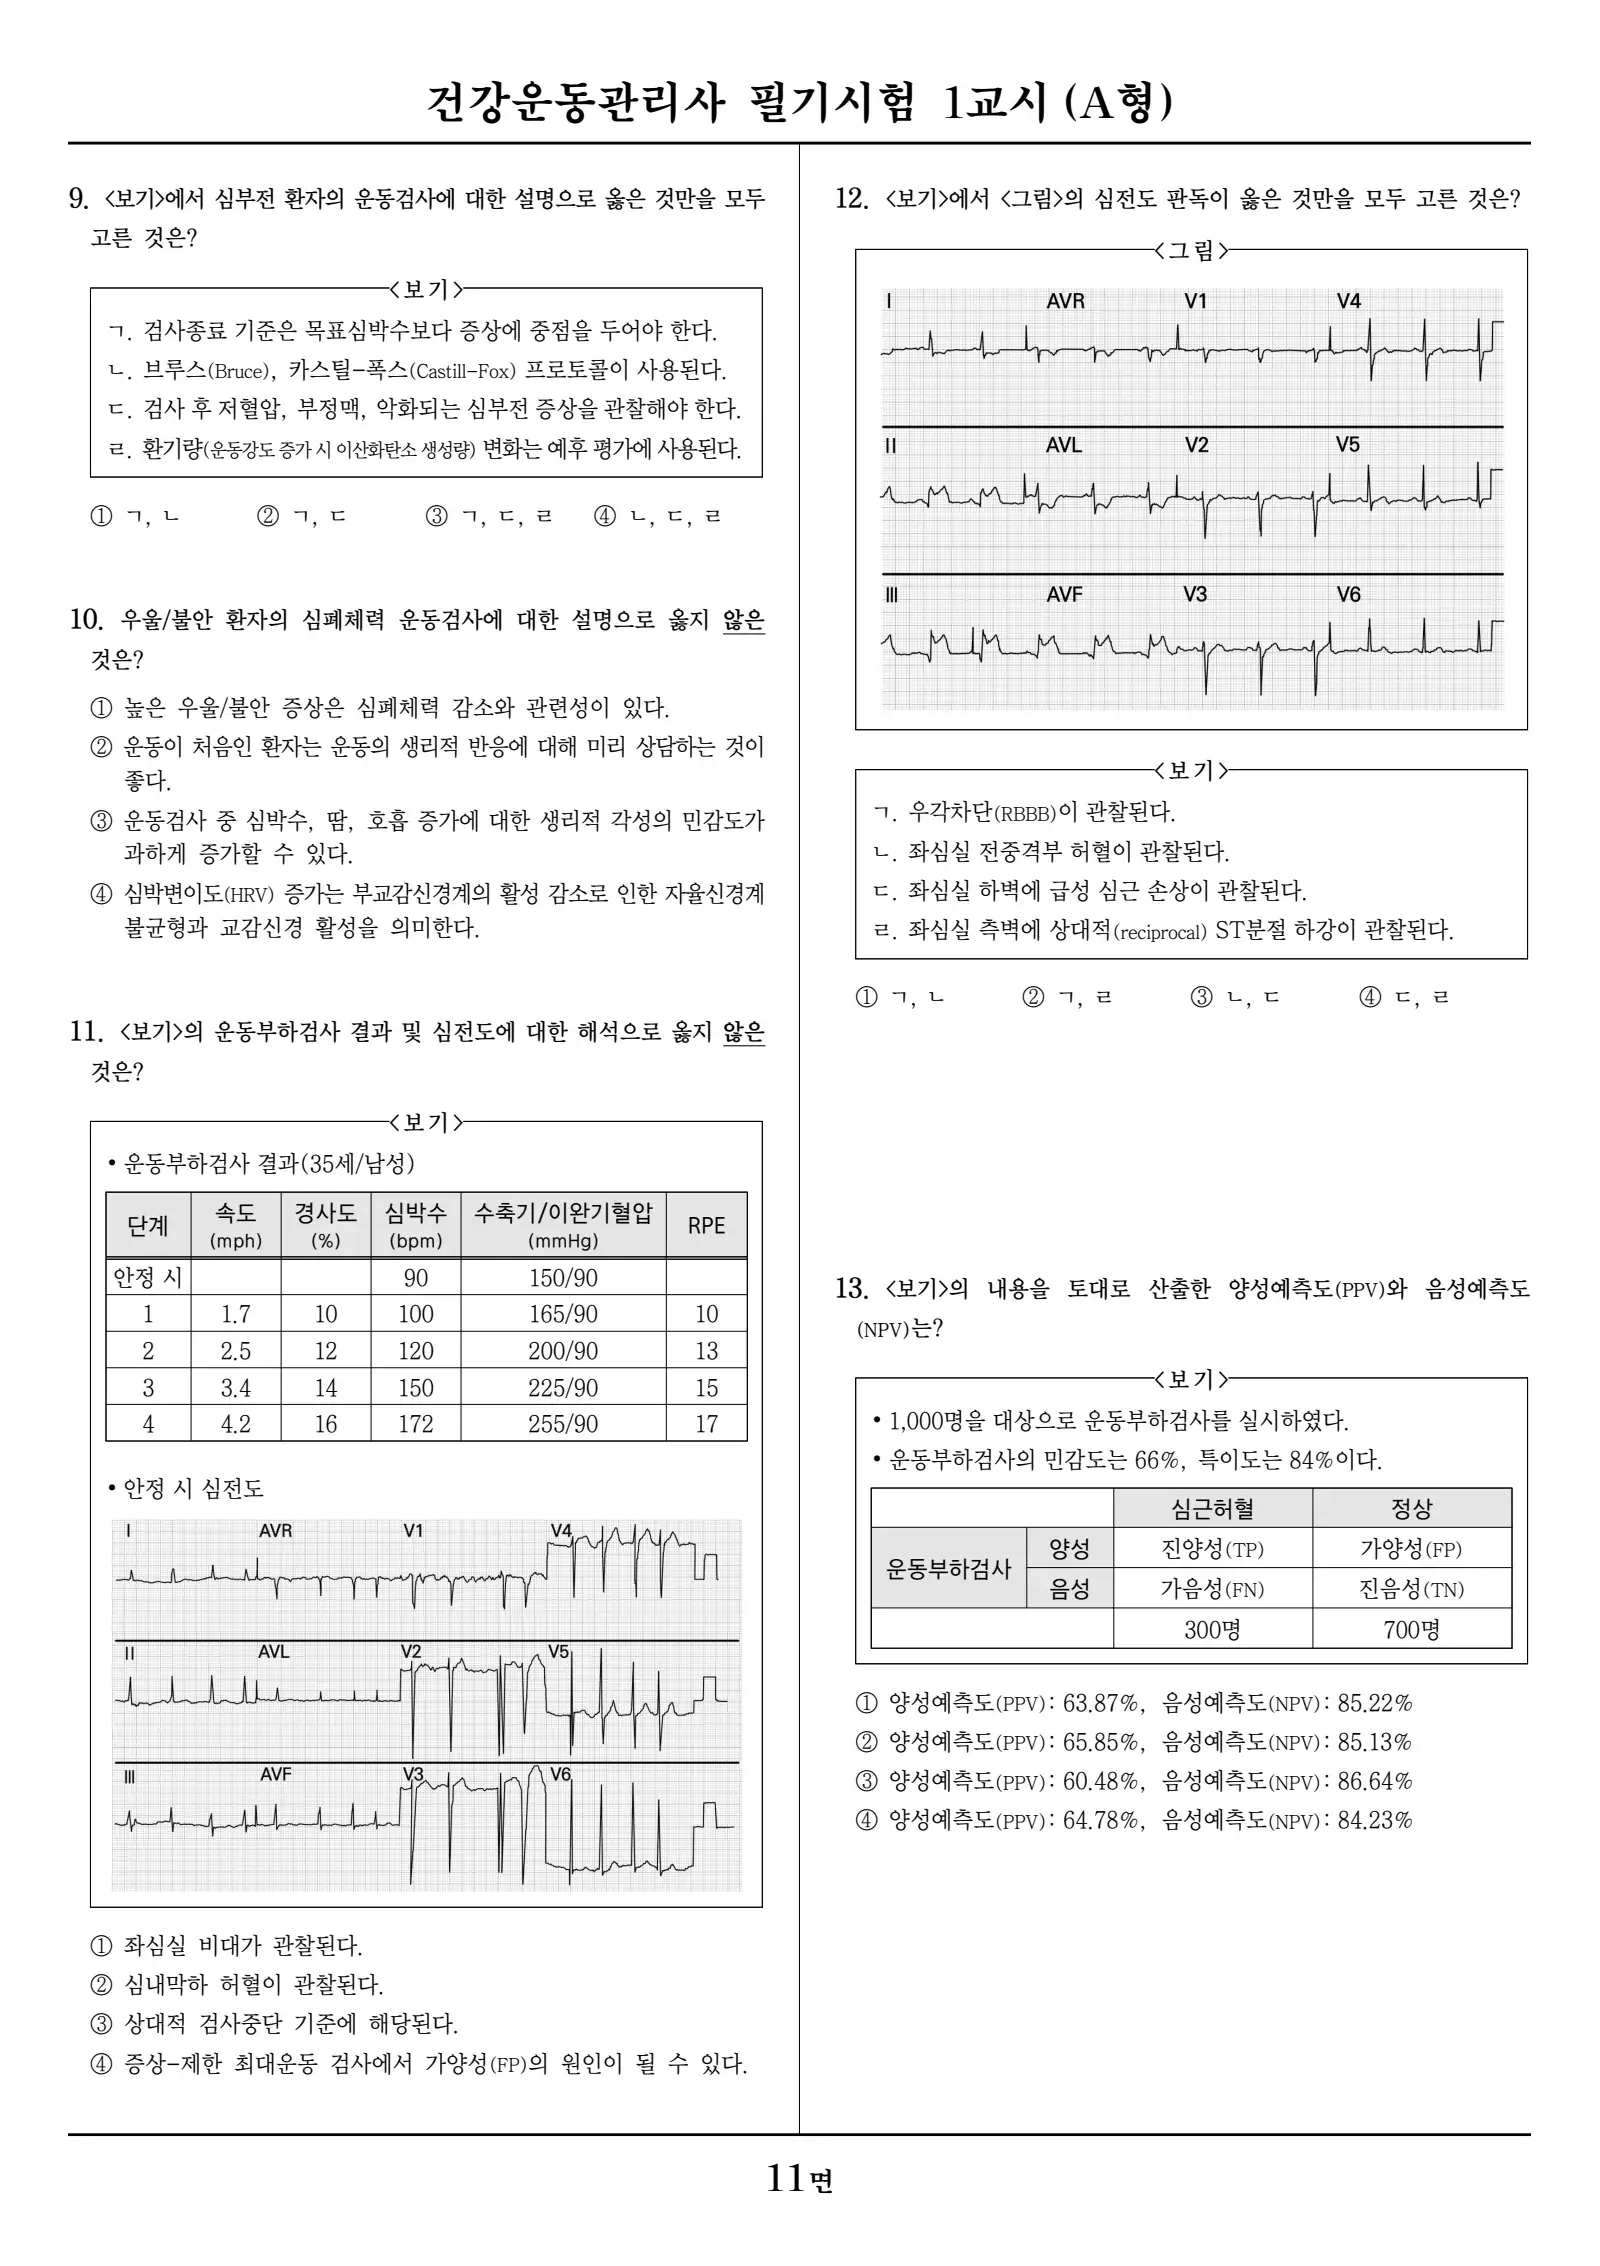 건강운동관리사 필기시험 1교시 (A형)
9. <보기>에서 심부전 환자의 운동검사에 대한 설명으로 옳은 것만을 모두
고른 것은?
<보기>
ㄱ. 검사종료 기준은 목표심박수보다 증상에 중점을 두어야 한다.
ㄴ. 브루스(Bruce), 카스틸-폭스(Castill-Fox) 프로토콜이 사용된다.
ㄷ. 검사 후 저혈압, 부정맥, 악화되는 심부전 증상을 관찰해야 한다.
ㄹ. 환기량(운동강도 증가 시 이산화탄소 생성량) 변화는 예후 평가에 사용된다.
① ㄱ, ㄴ ② ㄱ, ㄷ ③ ㄱ, ㄷ, ㄹ ④ ㄴ, ㄷ, ㄹ
10. 우울/불안 환자의 심폐체력 운동검사에 대한 설명으로 옳지 않은
것은?
① 높은 우울/불안 증상은 심폐체력 감소와 관련성이 있다.
② 운동이 처음인 환자는 운동의 생리적 반응에 대해 미리 상담하는 것이
좋다.
③ 운동검사 중 심박수, 땀, 호흡 증가에 대한 생리적 각성의 민감도가
과하게 증가할 수 있다.
④ 심박변이도(HRV) 증가는 부교감신경계의 활성 감소로 인한 자율신경계
불균형과 교감신경 활성을 의미한다.
11. <보기>의 운동부하검사 결과 및 심전도에 대한 해석으로 옳지 않은
것은?
<보기>
• 운동부하검사 결과(35세/남성)
단계 속도 (mph) 경사도 (%) 심박수 (bpm) 수축기/이완기혈압 (mmHg) RPE
안정 시 90 150/90
1 1.7 10 100 165/90 10
2 2.5 12 120 200/90 13
3 3.4 14 150 225/90 15
4 4.2 16 172 255/90 17
• 안정 시 심전도
I AVR V1 V4
II AVL V2 V5
III AVF V3 V6
① 좌심실 비대가 관찰된다.
② 심내막하 허혈이 관찰된다.
③ 상대적 검사중단 기준에 해당된다.
④ 증상-제한 최대운동 검사에서 가양성(FP)의 원인이 될 수 있다.
12. <보기>에서 <그림>의 심전도 판독이 옳은 것만을 모두 고른 것은?
<그림>
I AVR V1 V4
II AVL V2 V5
III AVF V3 V6
<보기>
ㄱ. 우각차단(RBBB)이 관찰된다.
ㄴ. 좌심실 전중격부 허혈이 관찰된다.
ㄷ. 좌심실 하벽에 급성 심근 손상이 관찰된다.
ㄹ. 좌심실 측벽에 상대적(reciprocal) ST분절 하강이 관찰된다.
① ㄱ, ㄴ ② ㄱ, ㄹ ③ ㄴ, ㄷ ④ ㄷ, ㄹ
13. <보기>의 내용을 토대로 산출한 양성예측도(PPV)와 음성예측도
(NPV)는?
<보기>
• 1,000명을 대상으로 운동부하검사를 실시하였다.
• 운동부하검사의 민감도는 66%, 특이도는 84%이다.
심근허혈 정상
운동부하검사 양성 진양성(TP) 가양성(FP)
음성 가음성(FN) 진음성(TN)
300명 700명
① 양성예측도(PPV): 63.87%, 음성예측도(NPV): 85.22%
② 양성예측도(PPV): 65.85%, 음성예측도(NPV): 85.13%
③ 양성예측도(PPV): 60.48%, 음성예측도(NPV): 86.64%
④ 양성예측도(PPV): 64.78%, 음성예측도(NPV): 84.23%
11면